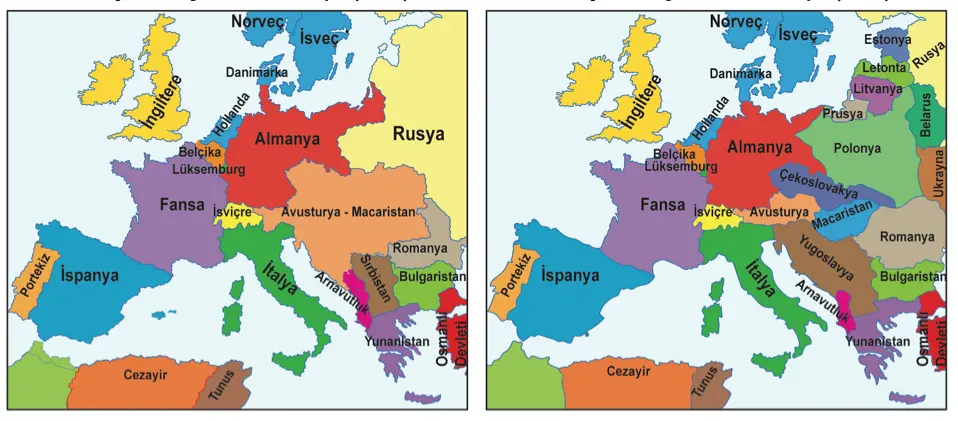 Norveç
İsveç
Danimarka
İngiltere
Hollanda
Almanya
Rusya
Belçika
Lüksemburg
Fansa
İsviçre
Avusturya - Macaristan
Romanya
Portekiz
İspanya
İtalya
Sırbistan
Bulgaristan
Arnavutluk
Osmanlı
Devleti
Yunanistan
Cezayir
Tunus
Norveç
İsveç
Estonya
Rusya
Danimarka
Letonta
Litvanya
İngiltere
Hollanda
Prusya
Belarus
Almanya
Polonya
Belçika
Lüksemburg
Ukrayna
Çekoslovakya
Fansa
İsviçre
Avusturya
Macaristan
Romanya
Yugoslavya
Portekiz
İspanya
İtalya
Bulgaristan
Arnavutluk
Osmanlı
Devleti
Yunanistan
Cezayir
Tunus